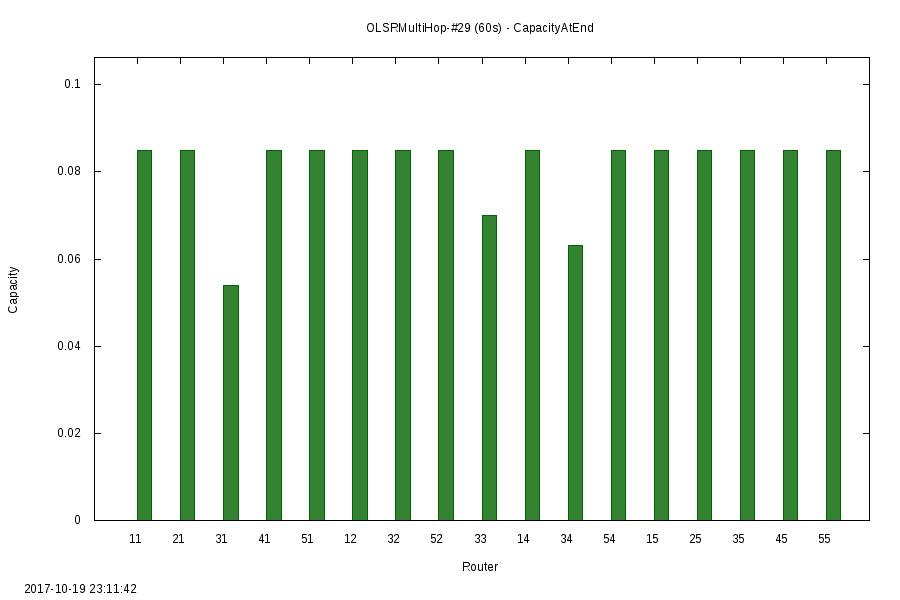 OLSRMultiHop-#29 (60s) - CapacityAtEnd
0.1
0.08
0.06
0.04
0.02
0
Capacity
11 21 31 41 51 12 32 52 33 14 34 54 15 25 35 45 55
Router
2017-10-19 23:11:42